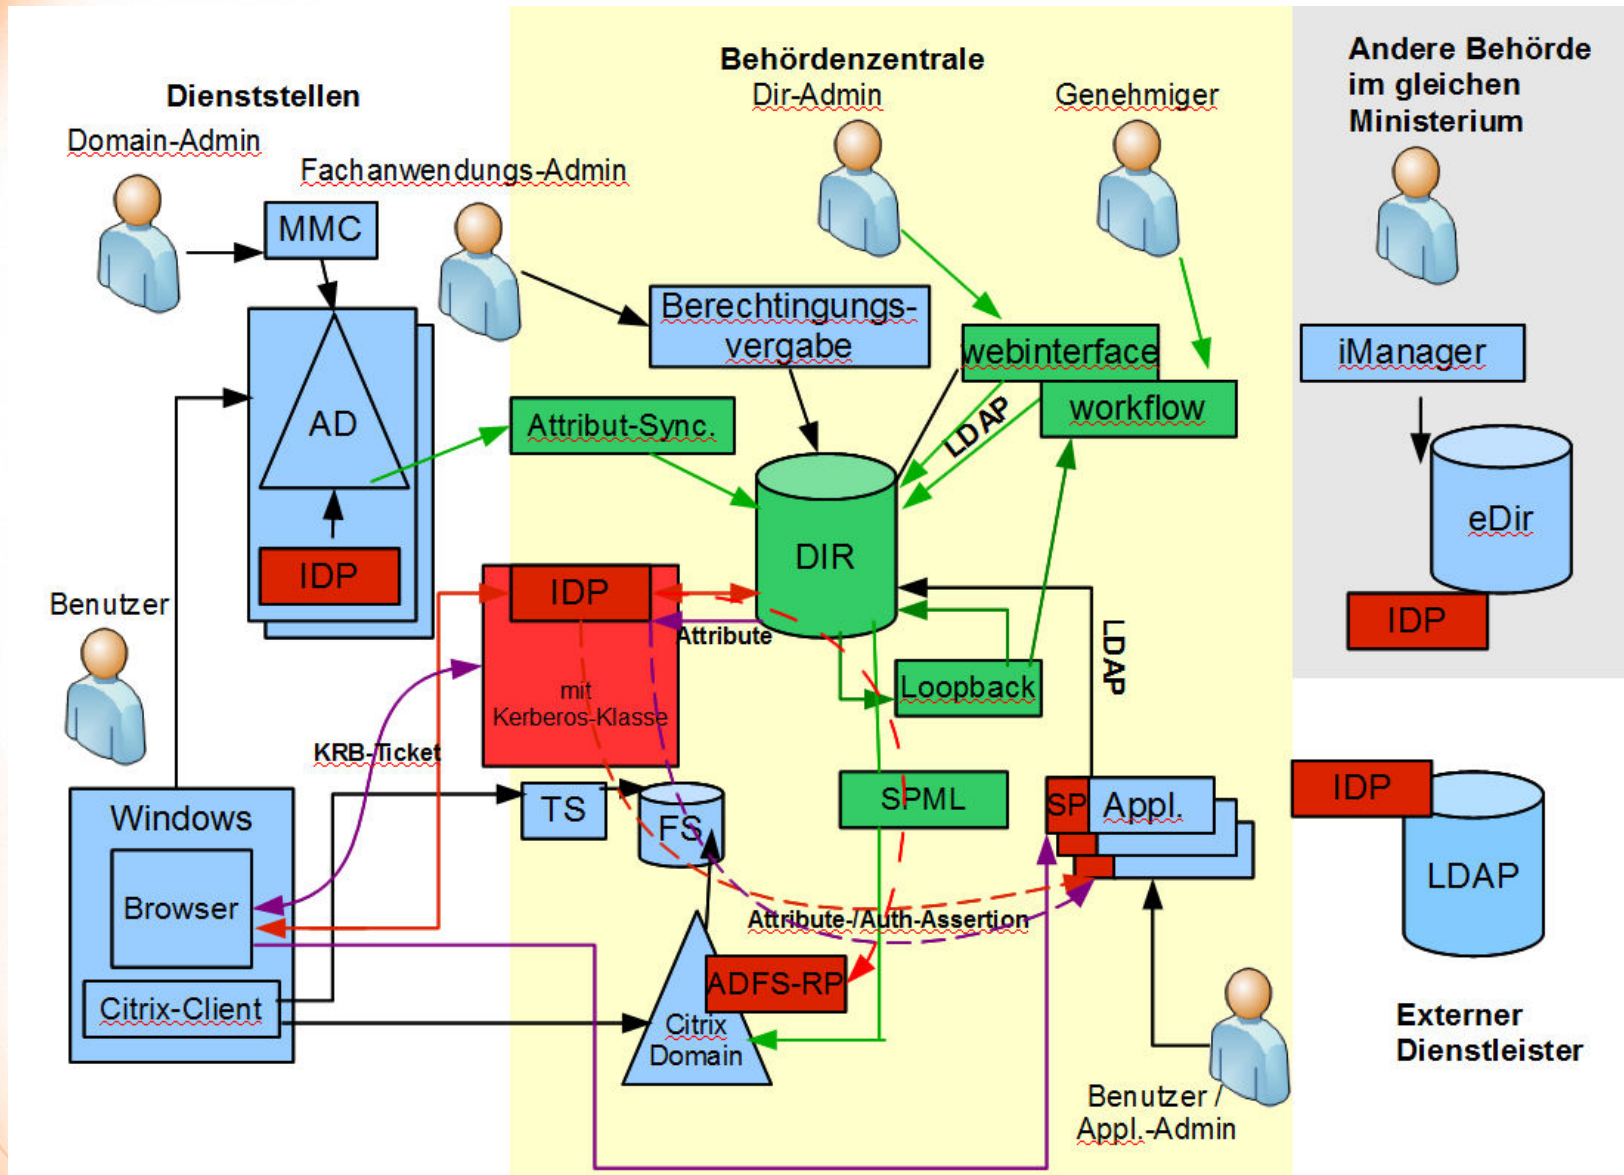 Dienststellen
Domain-Admin
MMC
Fachanwendungs-Admin
AD
IDP
Benutzer
Windows
Browser
Citrix-Client
KRB-Ticket
Behördenzentrale
Dir-Admin
Genehmiger
Berechtingungs-
vergabe
webinterface
workflow
LDAP
Attribut-Sync.
DIR
IDP
Attribute
mit
Kerberos-Klasse
Loopback
LDAP
TS
FS
SPML
SP
Appl.
Attribute-/Auth-Assertion
ADFS-RP
Citrix
Domain
Benutzer /
Appl.-Admin
Andere Behörde
im gleichen
Ministerium
iManager
eDir
IDP
IDP
LDAP
Externer
Dienstleister